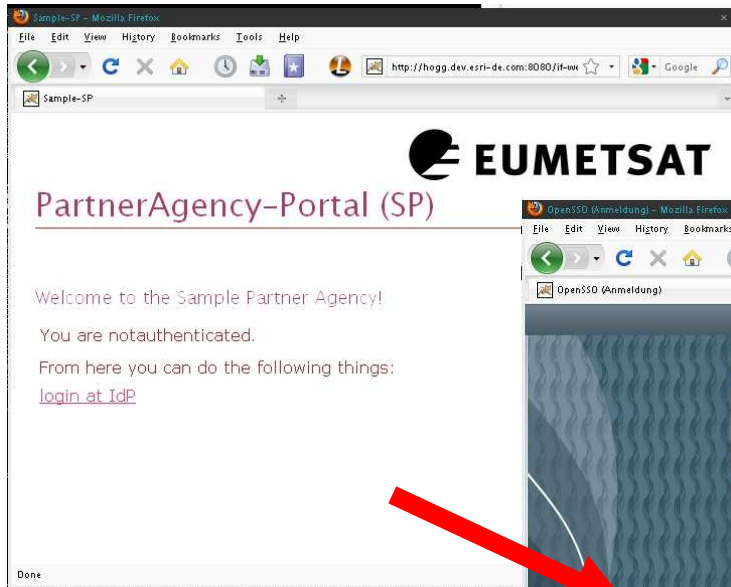 Sample-SP - Mozilla Firefox
File Edit View History Bookmarks Tools Help
http://hogg.dev.esri-de.com:8080/if-we
Google
Sample-SP
EUMETSAT
PartnerAgency-Portal (SP)
Welcome to the Sample Partner Agency!
You are notauthenticated.
From here you can do the following things:
login at IdP
Done
OpenSSO (Anmeldung) - Mozilla Firefox
File Edit View History Bookmarks
OpenSSO (Anmeldung)